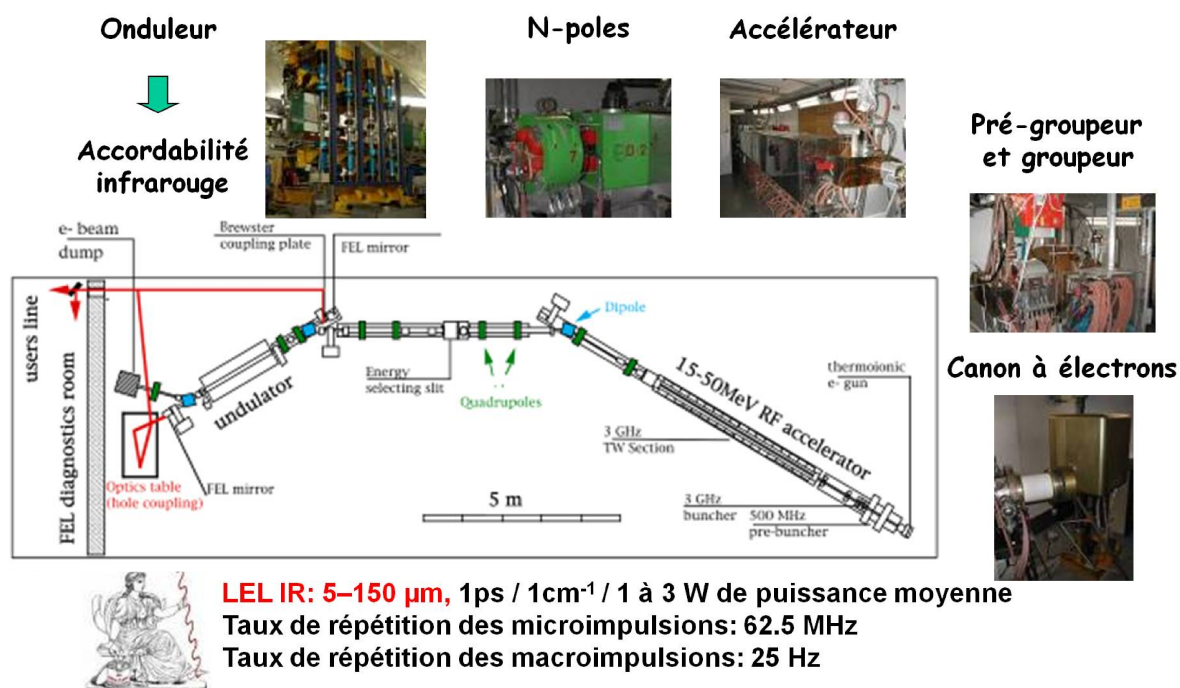 Onduleur
N-poles
Accélérateur
Accordabilité
infrarouge
Pré-groupeur
et groupeur
e- beam
dump
Brewster
coupling plate
FEL mirror
users line
Dipole
Energy
selecting slit
Quadrupoles
undulator
15-50MeV RF accelerator
thermoionic
e- gun
Canon à électrons
3 GHz
TW Section
FEL diagnostics room
Optics table
(hole coupling)
FEL mirror
5 m
3 GHz
buncher
500 MHz
pre-buncher
LEL IR: 5–150 µm, 1ps / 1cm-1 / 1 à 3 W de puissance moyenne
Taux de répétition des microimpulsions: 62.5 MHz
Taux de répétition des macroimpulsions: 25 Hz